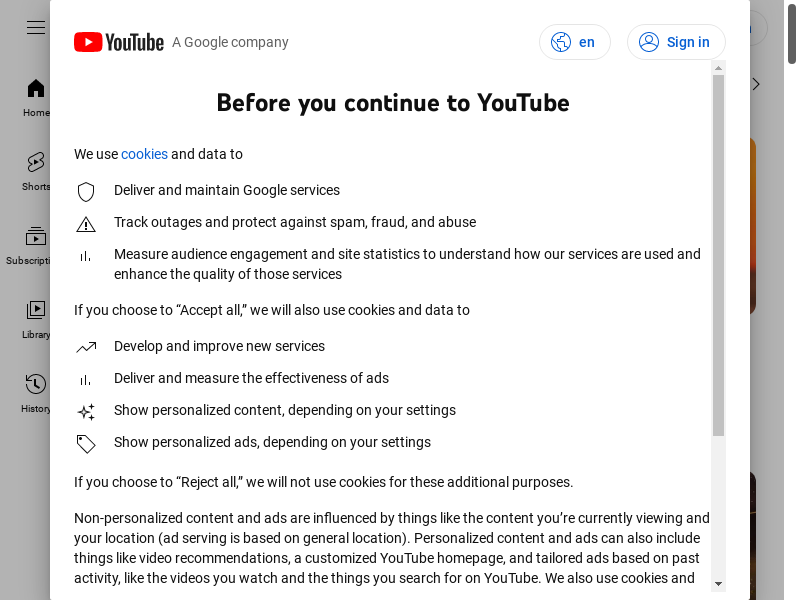 YouTube A Google company
en
Sign in
Before you continue to YouTube
We use cookies and data to
Deliver and maintain Google services
Track outages and protect against spam, fraud, and abuse
Measure audience engagement and site statistics to understand how our services are used and
enhance the quality of those services
If you choose to “Accept all,” we will also use cookies and data to
Develop and improve new services
Deliver and measure the effectiveness of ads
Show personalized content, depending on your settings
Show personalized ads, depending on your settings
If you choose to “Reject all,” we will not use cookies for these additional purposes.
Non-personalized content and ads are influenced by things like the content you’re currently viewing and
your location (ad serving is based on general location). Personalized content and ads can also include
things like video recommendations, a customized YouTube homepage, and tailored ads based on past
activity, like the videos you watch and the things you search for on YouTube. We also use cookies and
Home
Shorts
Subscripti
Library
History